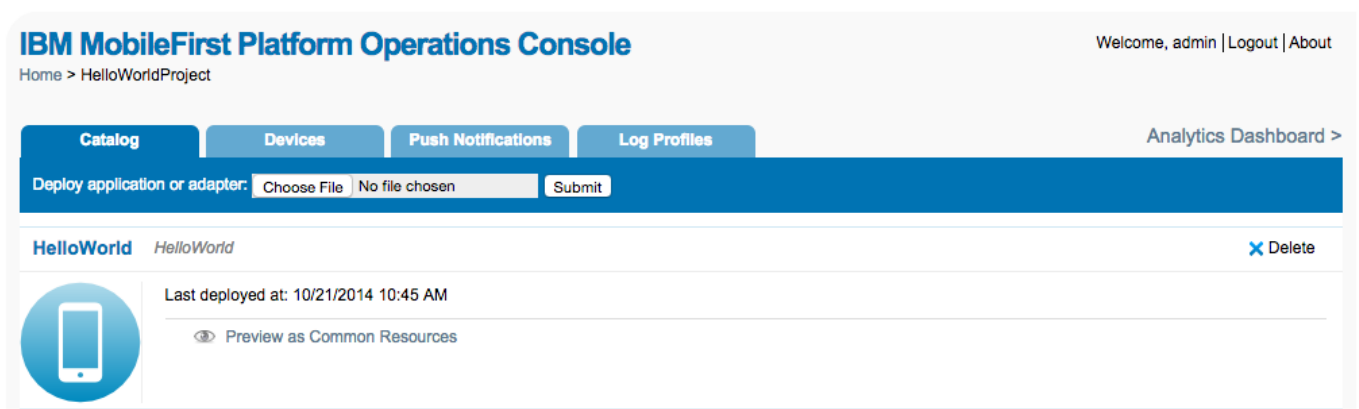 IBM MobileFirst Platform Operations Console
Welcome, admin | Logout | About
Home > HelloWorldProject
Catalog Devices Push Notifications Log Profiles Analytics Dashboard >
Deploy application or adapter: Choose File No file chosen Submit
HelloWorld HelloWorld Delete
Last deployed at: 10/21/2014 10:45 AM
Preview as Common Resources